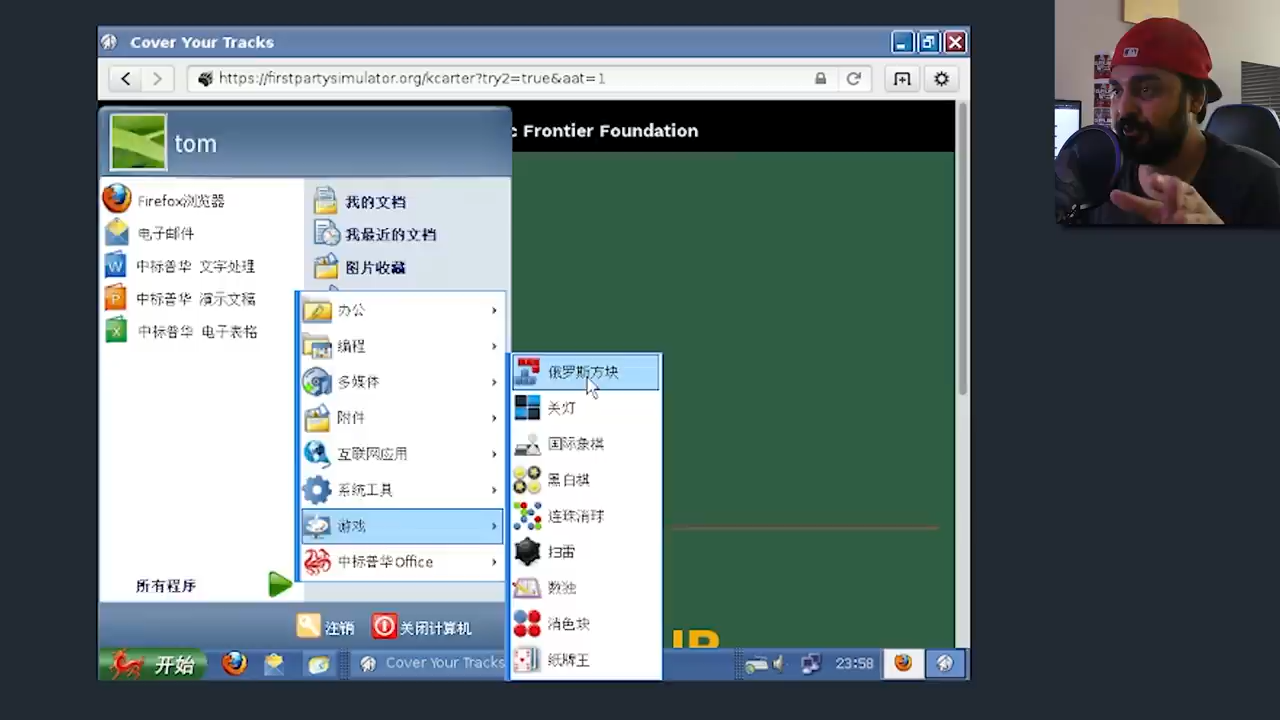 Cover Your Tracks
https://firstpartysimulator.org/kcarter?try2=true&aat=1
c Frontier Foundation
tom
Firefox浏览器
电子邮件
中标普华 文字处理
中标普华 演示文稿
中标普华 电子表格
所有程序
我的文档
我最近的文档
图片收藏
办公
编程
多媒体
附件
互联网应用
系统工具
游戏
中标普华Office
俄罗斯方块
关灯
国际象棋
黑白棋
连珠消球
扫雷
数独
消色块
纸牌王
注销
关闭计算机
开始
Cover Your Tracks
23:58